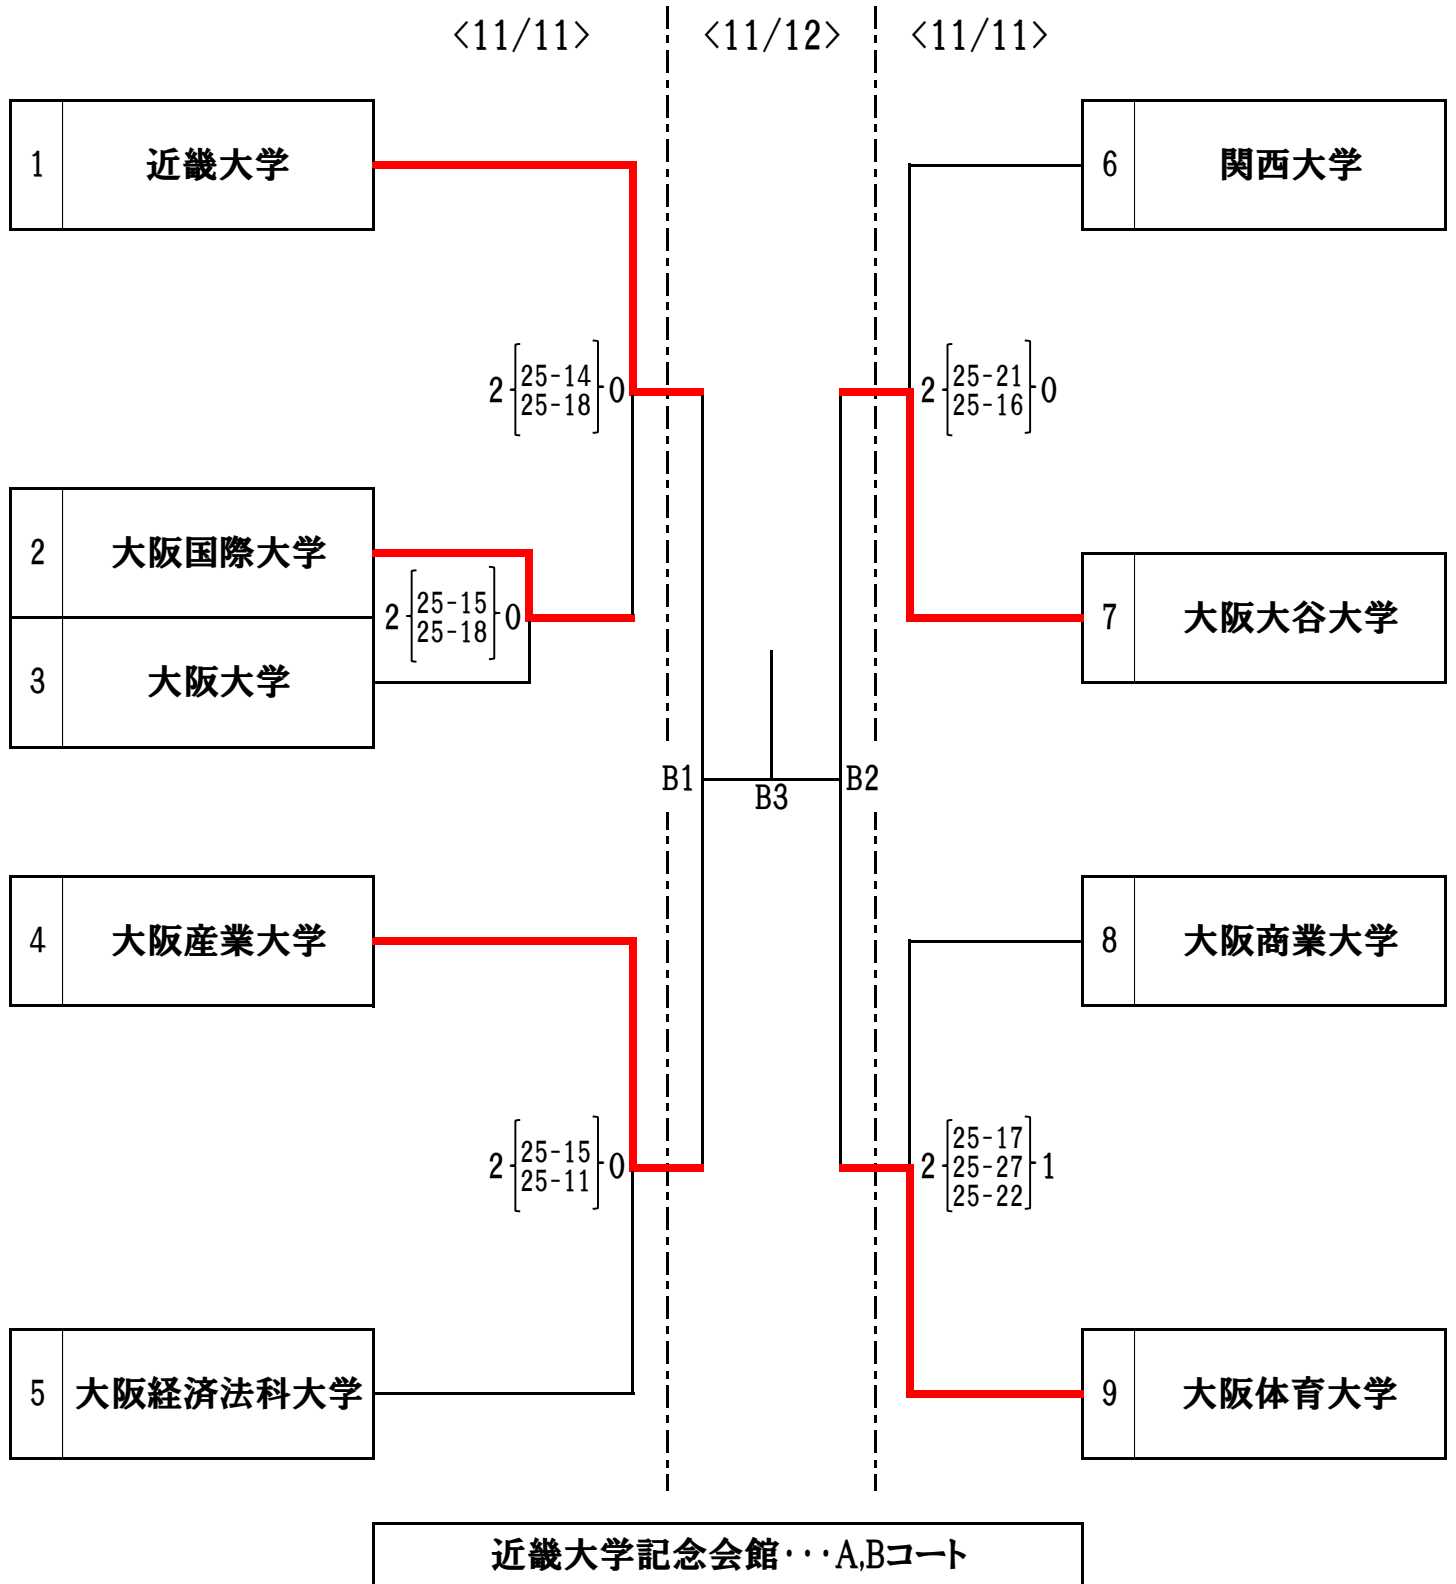 <11/11>
<11/12>
<11/11>
1 近畿大学
6 関西大学
2 25-14 0
25-18
2 25-21 0
25-16
2 大阪国際大学
2 25-15 0
25-18
7 大阪大谷大学
3 大阪大学
B1
B3
B2
4 大阪産業大学
8 大阪商業大学
2 25-15 0
25-11
25-17
2 25-27 1
25-22
5 大阪経済法科大学
9 大阪体育大学
近畿大学記念会館･･･A,Bコート